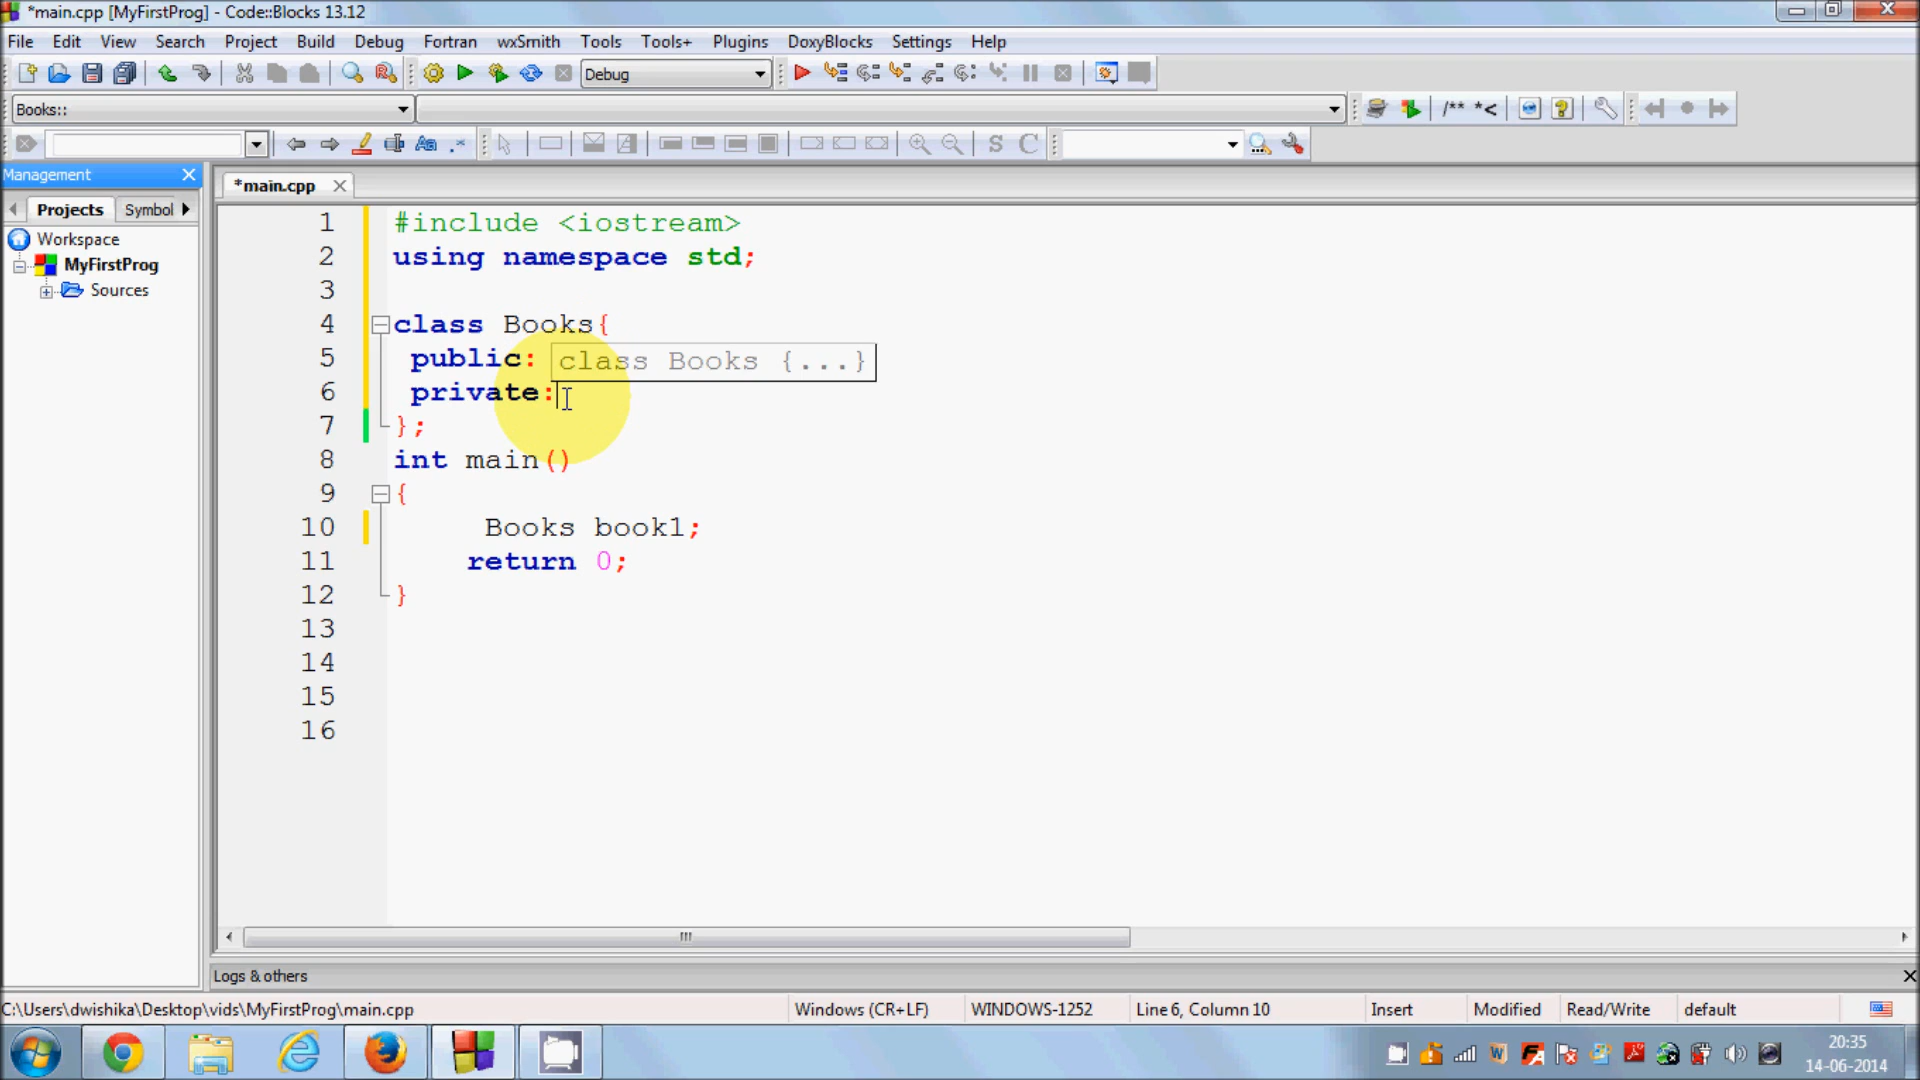 *main.cpp [MyFirstProg] - Code::Blocks 13.12
File Edit View Search Project Build Debug Fortran wxSmith Tools Tools+ Plugins DoxyBlocks Settings Help
Debug
Books::
/** *<
S C
Management
*main.cpp
Projects Symbol
Workspace
MyFirstProg
Sources
1 #include <iostream>
2 using namespace std;
3
4 class Books{
5 public: class Books {...}
6 private:
7 };
8 int main()
9 {
10 Books book1;
11 return 0;
12 }
13
14
15
16
Logs & others
C:\Users\dwishika\Desktop\vids\MyFirstProg\main.cpp Windows (CR+LF) WINDOWS-1252 Line 6, Column 10 Insert Modified Read/Write default
20:35
14-06-2014